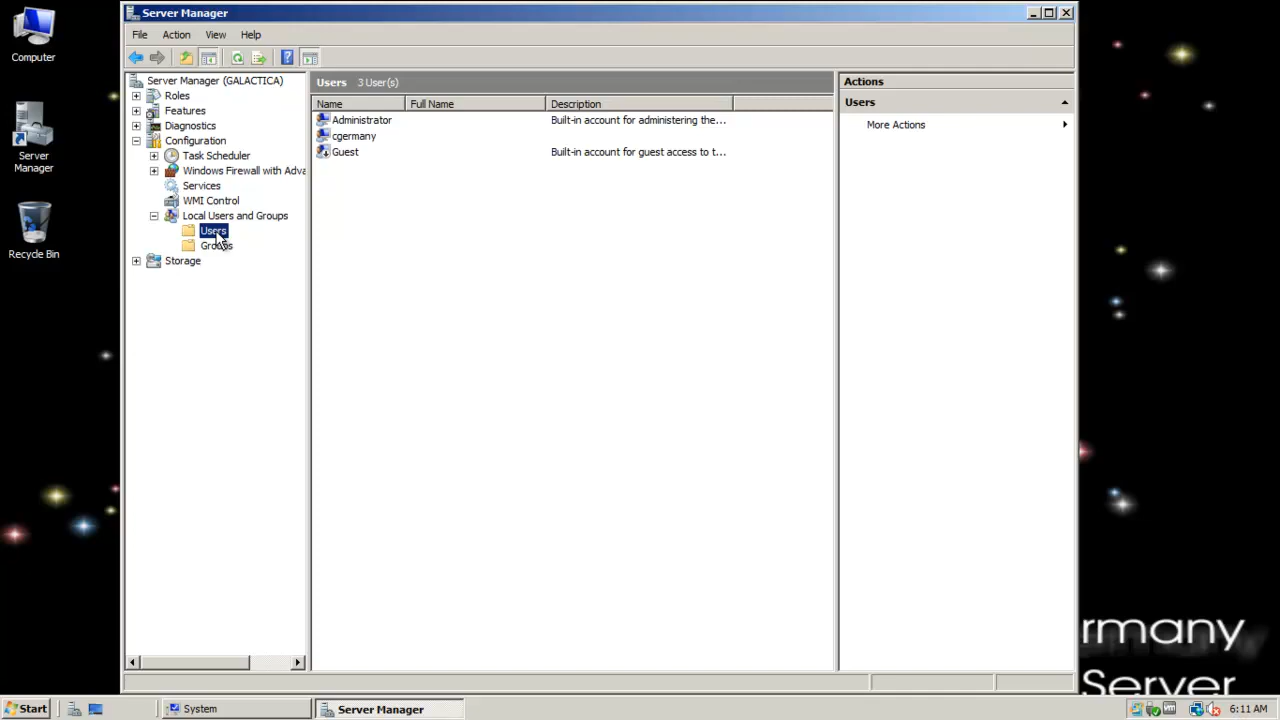 Computer
Server
Manager
Recycle Bin
Server Manager
File Action View Help
Server Manager (GALACTICA)
Roles
Features
Diagnostics
Configuration
Task Scheduler
Windows Firewall with Adva
Services
WMI Control
Local Users and Groups
Users
Groups
Storage
Users 3 User(s)
Name Full Name Description
Administrator Built-in account for administering the...
cgermany
Guest Built-in account for guest access to t...
Actions
Users
More Actions
rmany
Server
Start System Server Manager 6:11 AM